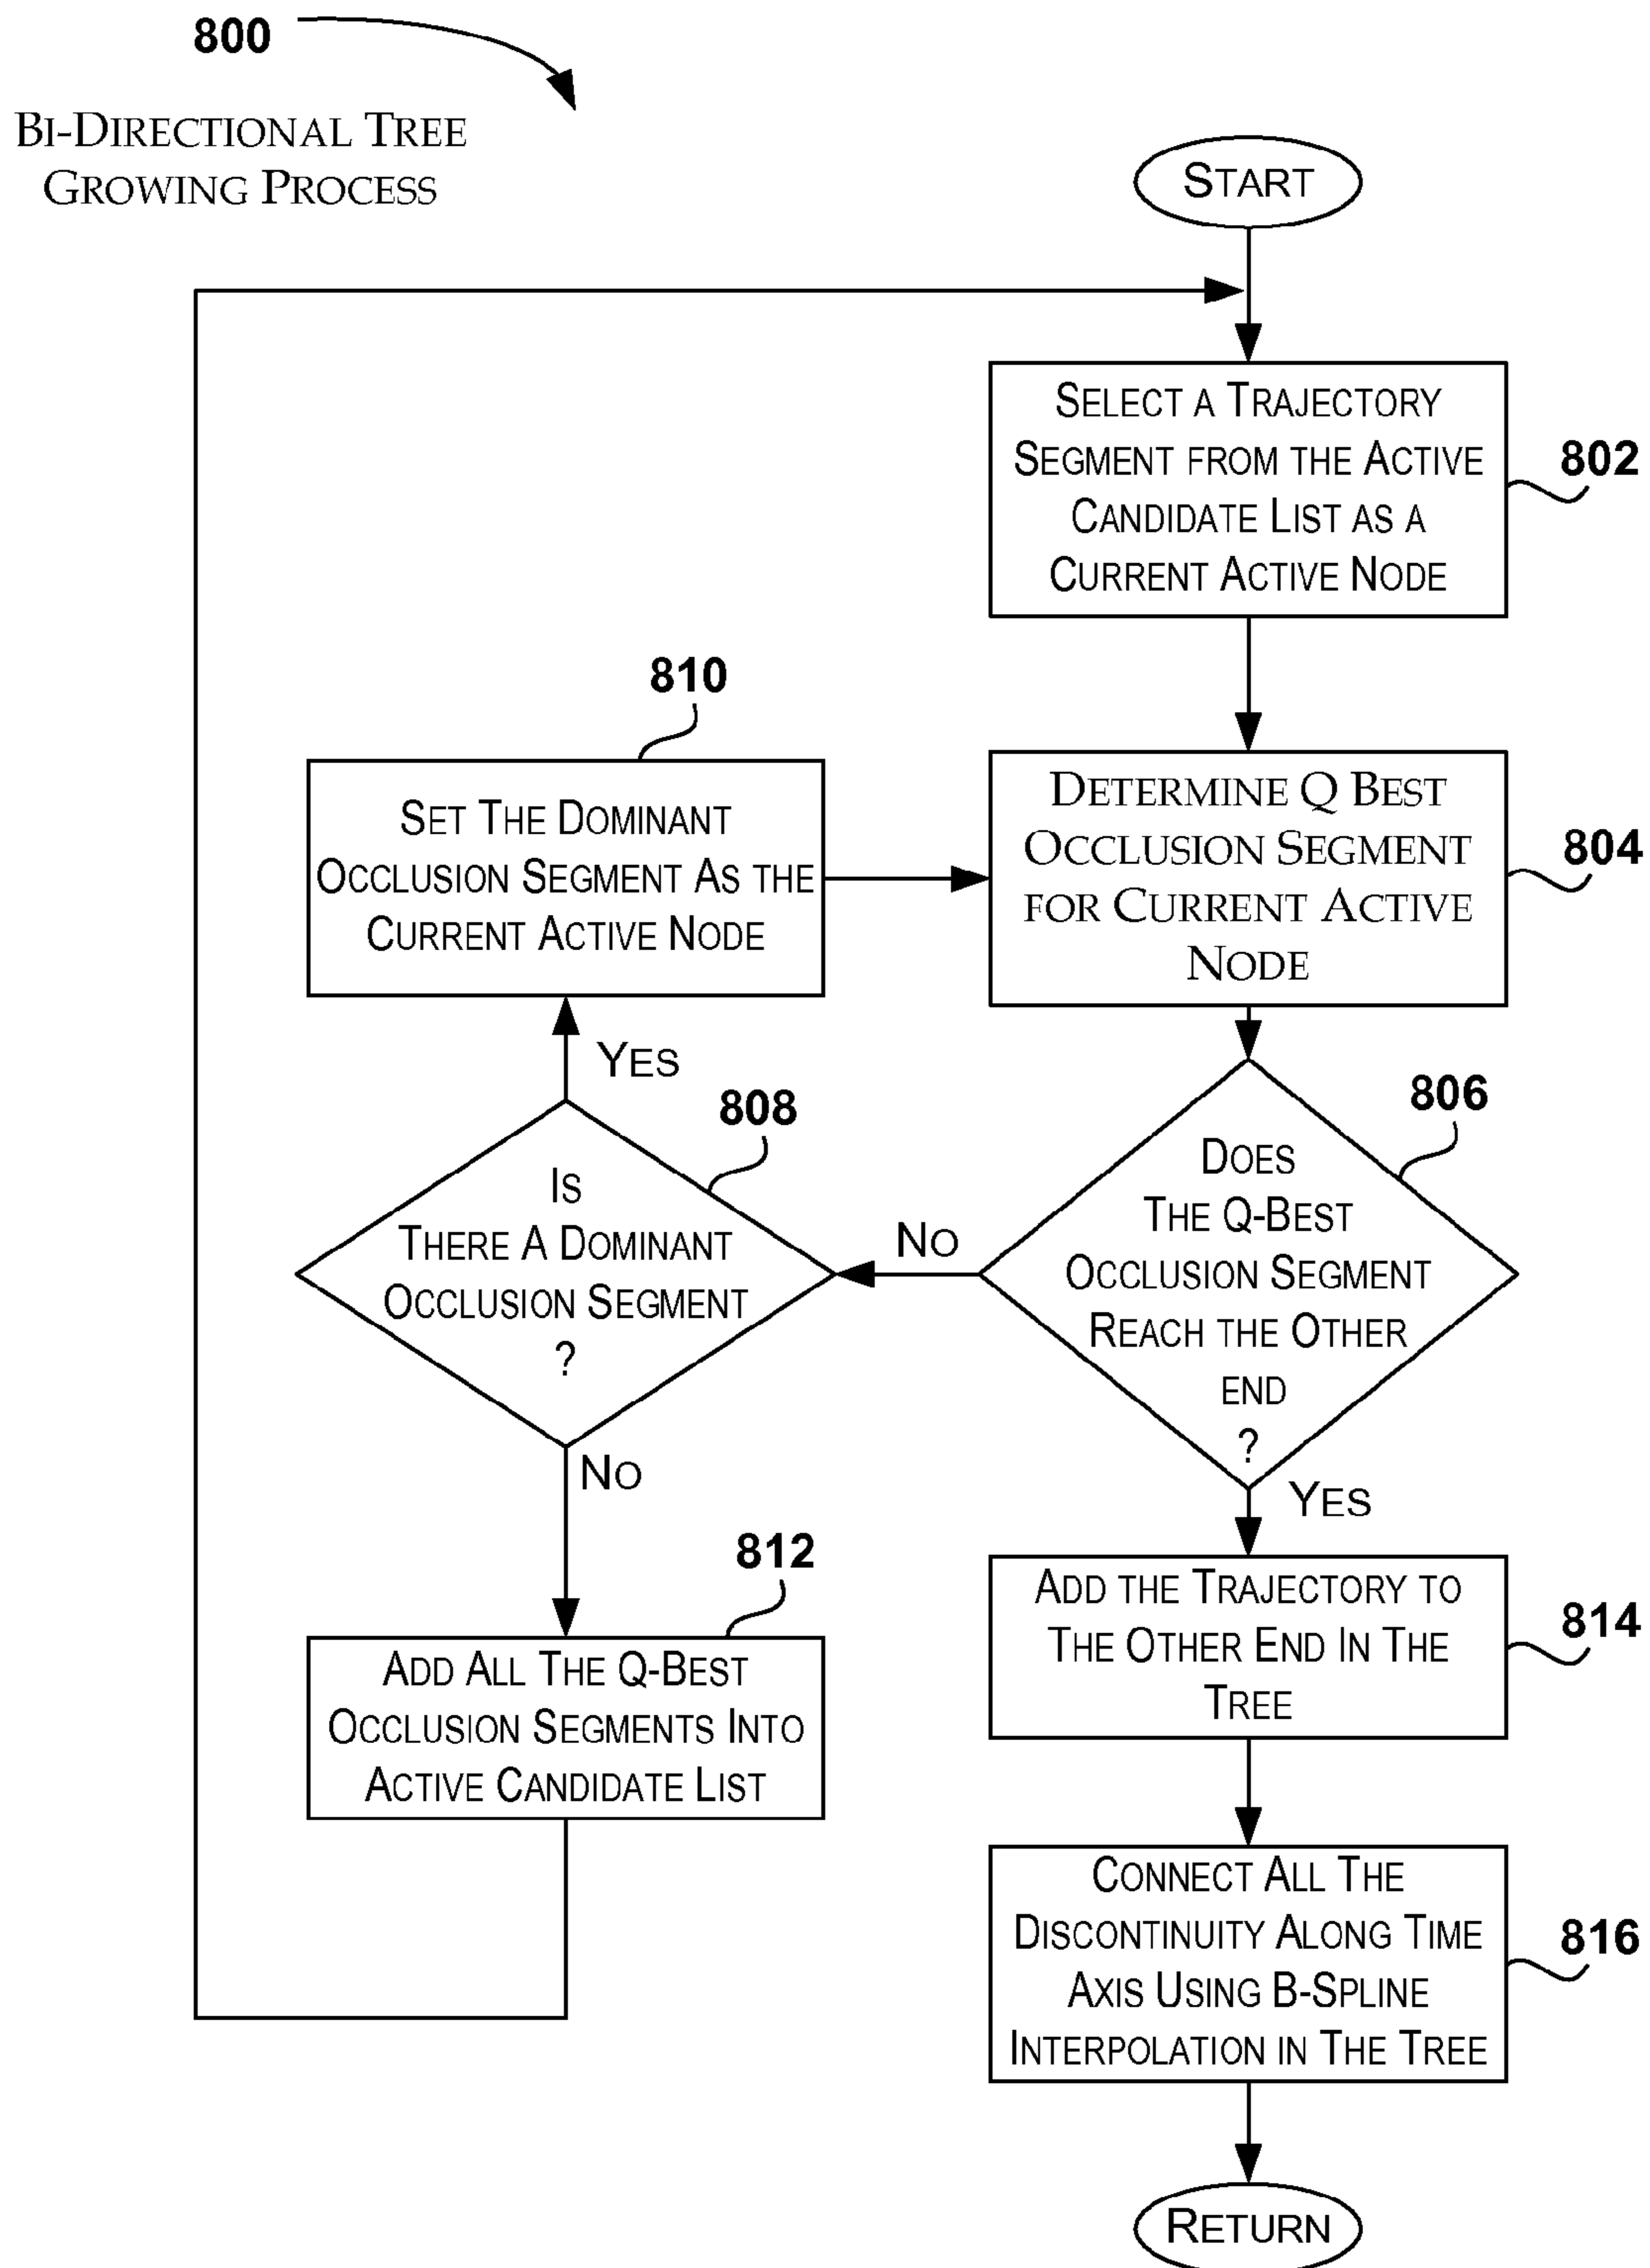 800
BI-DIRECTIONAL TREE
GROWING PROCESS
START
SELECT A TRAJECTORY
SEGMENT FROM THE ACTIVE
CANDIDATE LIST AS A
CURRENT ACTIVE NODE
802
810
SET THE DOMINANT
OCCLUSION SEGMENT AS THE
CURRENT ACTIVE NODE
DETERMINE Q BEST
OCCLUSION SEGMENT
FOR CURRENT ACTIVE
NODE
804
YES
808
IS
THERE A DOMINANT
OCCLUSION SEGMENT
?
NO
806
DOES
THE Q-BEST
OCCLUSION SEGMENT
REACH THE OTHER
END
?
NO
YES
812
ADD ALL THE Q-BEST
OCCLUSION SEGMENTS INTO
ACTIVE CANDIDATE LIST
ADD THE TRAJECTORY TO
THE OTHER END IN THE
TREE
814
CONNECT ALL THE
DISCONTINUITY ALONG TIME
AXIS USING B-SPLINE
INTERPOLATION IN THE TREE
816
RETURN